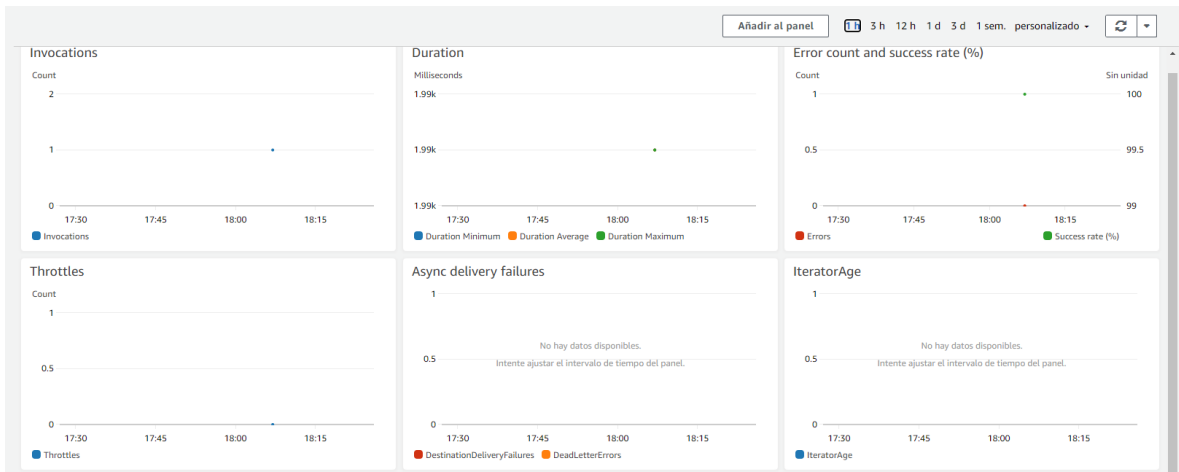 Añadir al panel 1 h 3 h 12 h 1 d 3 d 1 sem. personalizado
Invocations
Count
2
1
0
17:30 17:45 18:00 18:15
Invocations
Duration
Milliseconds
1.99k
1.99k
1.99k
17:30 17:45 18:00 18:15
Duration Minimum Duration Average Duration Maximum
Error count and success rate (%)
Count Sin unidad
1 100
0.5 99.5
0 99
17:30 17:45 18:00 18:15
Errors Success rate (%)
Throttles
Count
1
0.5
0
17:30 17:45 18:00 18:15
Throttles
Async delivery failures
1
No hay datos disponibles.
0.5 Intente ajustar el intervalo de tiempo del panel.
0
17:30 17:45 18:00 18:15
DestinationDeliveryFailures DeadLetterErrors
IteratorAge
1
No hay datos disponibles.
0.5 Intente ajustar el intervalo de tiempo del panel.
0
17:30 17:45 18:00 18:15
IteratorAge